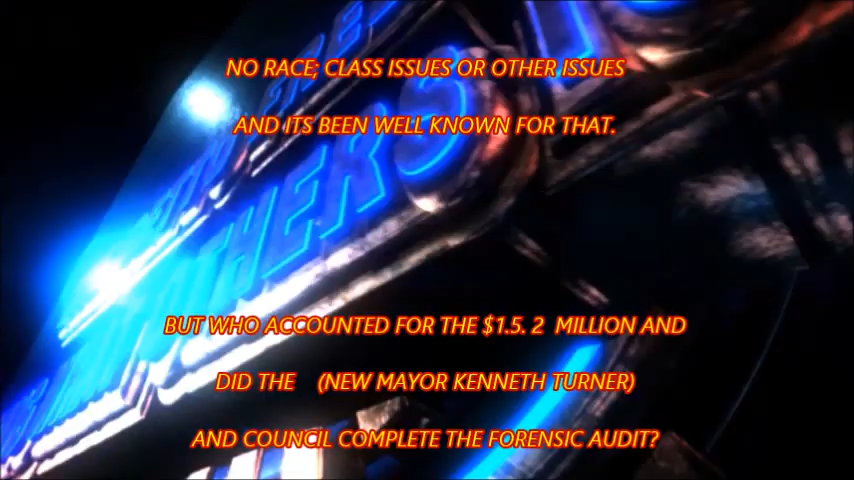 NO RACE; CLASS ISSUES OR OTHER ISSUES
AND ITS BEEN WELL KNOWN FOR THAT.
BUT WHO ACCOUNTED FOR THE $1.5. 2 MILLION AND
DID THE (NEW MAYOR KENNETH TURNER)
AND COUNCIL COMPLETE THE FORENSIC AUDIT?